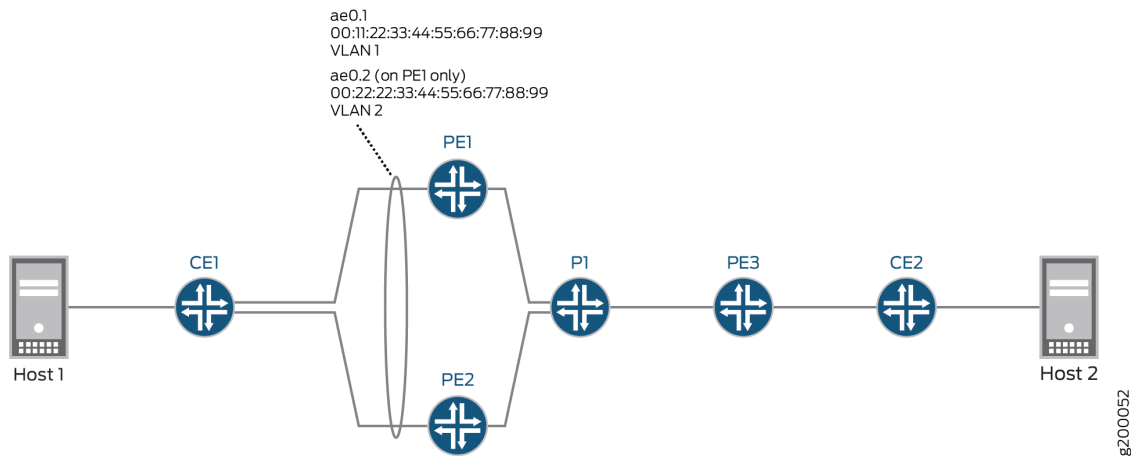 ae0.1
00:11:22:33:44:55:66:77:88:99
VLAN 1
ae0.2 (on PE1 only)
00:22:22:33:44:55:66:77:88:99
VLAN 2
PE1
CE1
P1
PE3
CE2
Host 1
PE2
Host 2
g200052